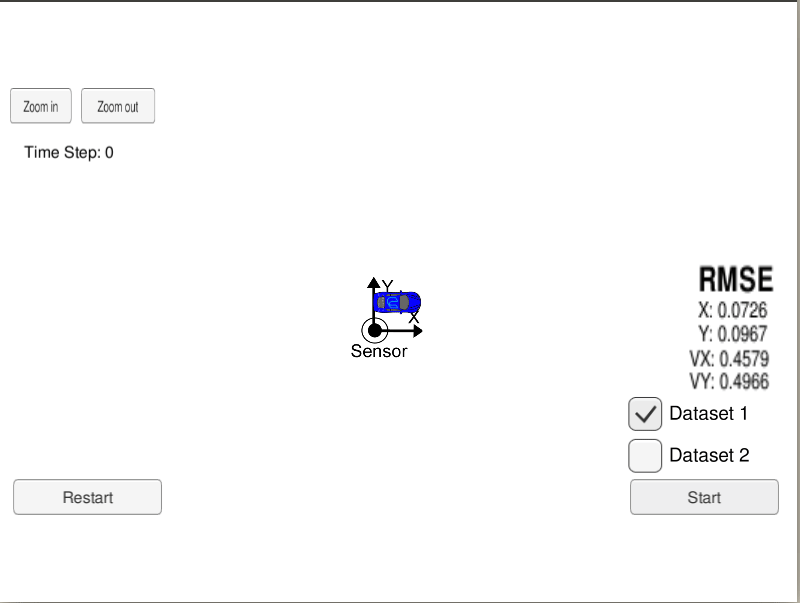 Zoom in
Zoom out
Time Step: 0
Y
X
Sensor
RMSE
X: 0.0726
Y: 0.0967
VX: 0.4579
VY: 0.4966
Dataset 1
Dataset 2
Restart
Start